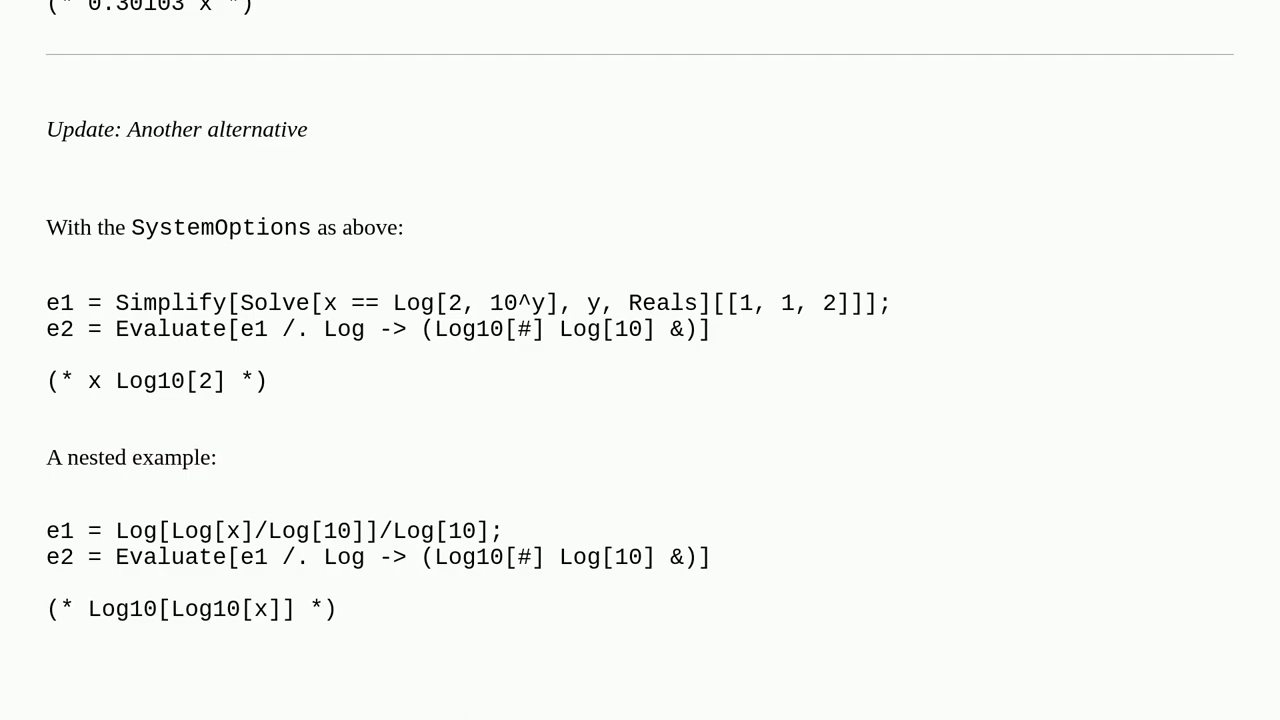 (* 0.30103 x *)
Update: Another alternative
With the SystemOptions as above:
e1 = Simplify[Solve[x == Log[2, 10^y], y, Reals][[1, 1, 2]]];
e2 = Evaluate[e1 /. Log -> (Log10[#] Log[10] &)]
(* x Log10[2] *)
A nested example:
e1 = Log[Log[x]/Log[10]]/Log[10];
e2 = Evaluate[e1 /. Log -> (Log10[#] Log[10] &)]
(* Log10[Log10[x]] *)